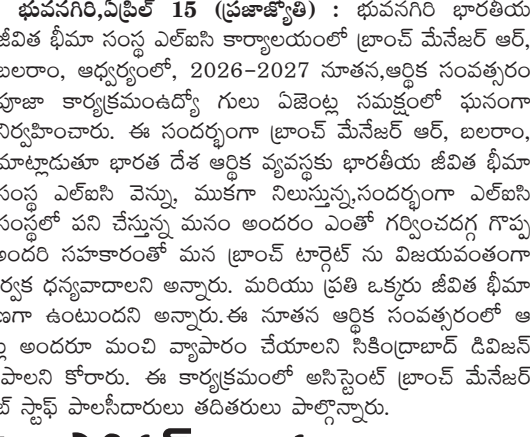 భువనగిరి,ఏప్రిల్ 15 (ప్రజాజ్యోతి) : భువనగిరి భారతీయ
జీవిత భీమా సంస్థ ఎల్ఐసి కార్యాలయంలో బ్రాంచ్ మేనేజర్ ఆర్,
బలరాం, ఆధ్వర్యంలో, 2026-2027 నూతన,ఆర్థిక సంవత్సరం
పూజా కార్యక్రమంఉద్యో గులు ఏజెంట్ల సమక్షంలో ఘనంగా
నిర్వహించారు. ఈ సందర్భంగా బ్రాంచ్ మేనేజర్ ఆర్, బలరాం,
మాట్లాడుతూ భారత దేశ ఆర్థిక వ్యవస్థకు భారతీయ జీవిత భీమా
సంస్థ ఎల్ఐసి వెన్ను, ముకగా నిలుస్తున్న,సందర్భంగా ఎల్ఐసి
సంస్థలో పని చేస్తున్న మనం అందరం ఎంతో గర్వించదగ్గ గొప్ప
అందరి సహకారంతో మన బ్రాంచ్ టార్గెట్ ను విజయవంతంగా
ర్వక ధన్యవాదాలని అన్నారు. మరియు ప్రతి ఒక్కరు జీవిత భీమా
ణగా ఉంటుందని అన్నారు.ఈ నూతన ఆర్థిక సంవత్సరంలో ఆ
అందరూ మంచి వ్యాపారం చేయాలని సికింద్రాబాద్ డివిజన్
పాలని కోరారు. ఈ కార్యక్రమంలో అసిస్టెంట్ బ్రాంచ్ మేనేజర్
స్టాఫ్ పాలసీదారులు తదితరులు పాల్గొన్నారు.